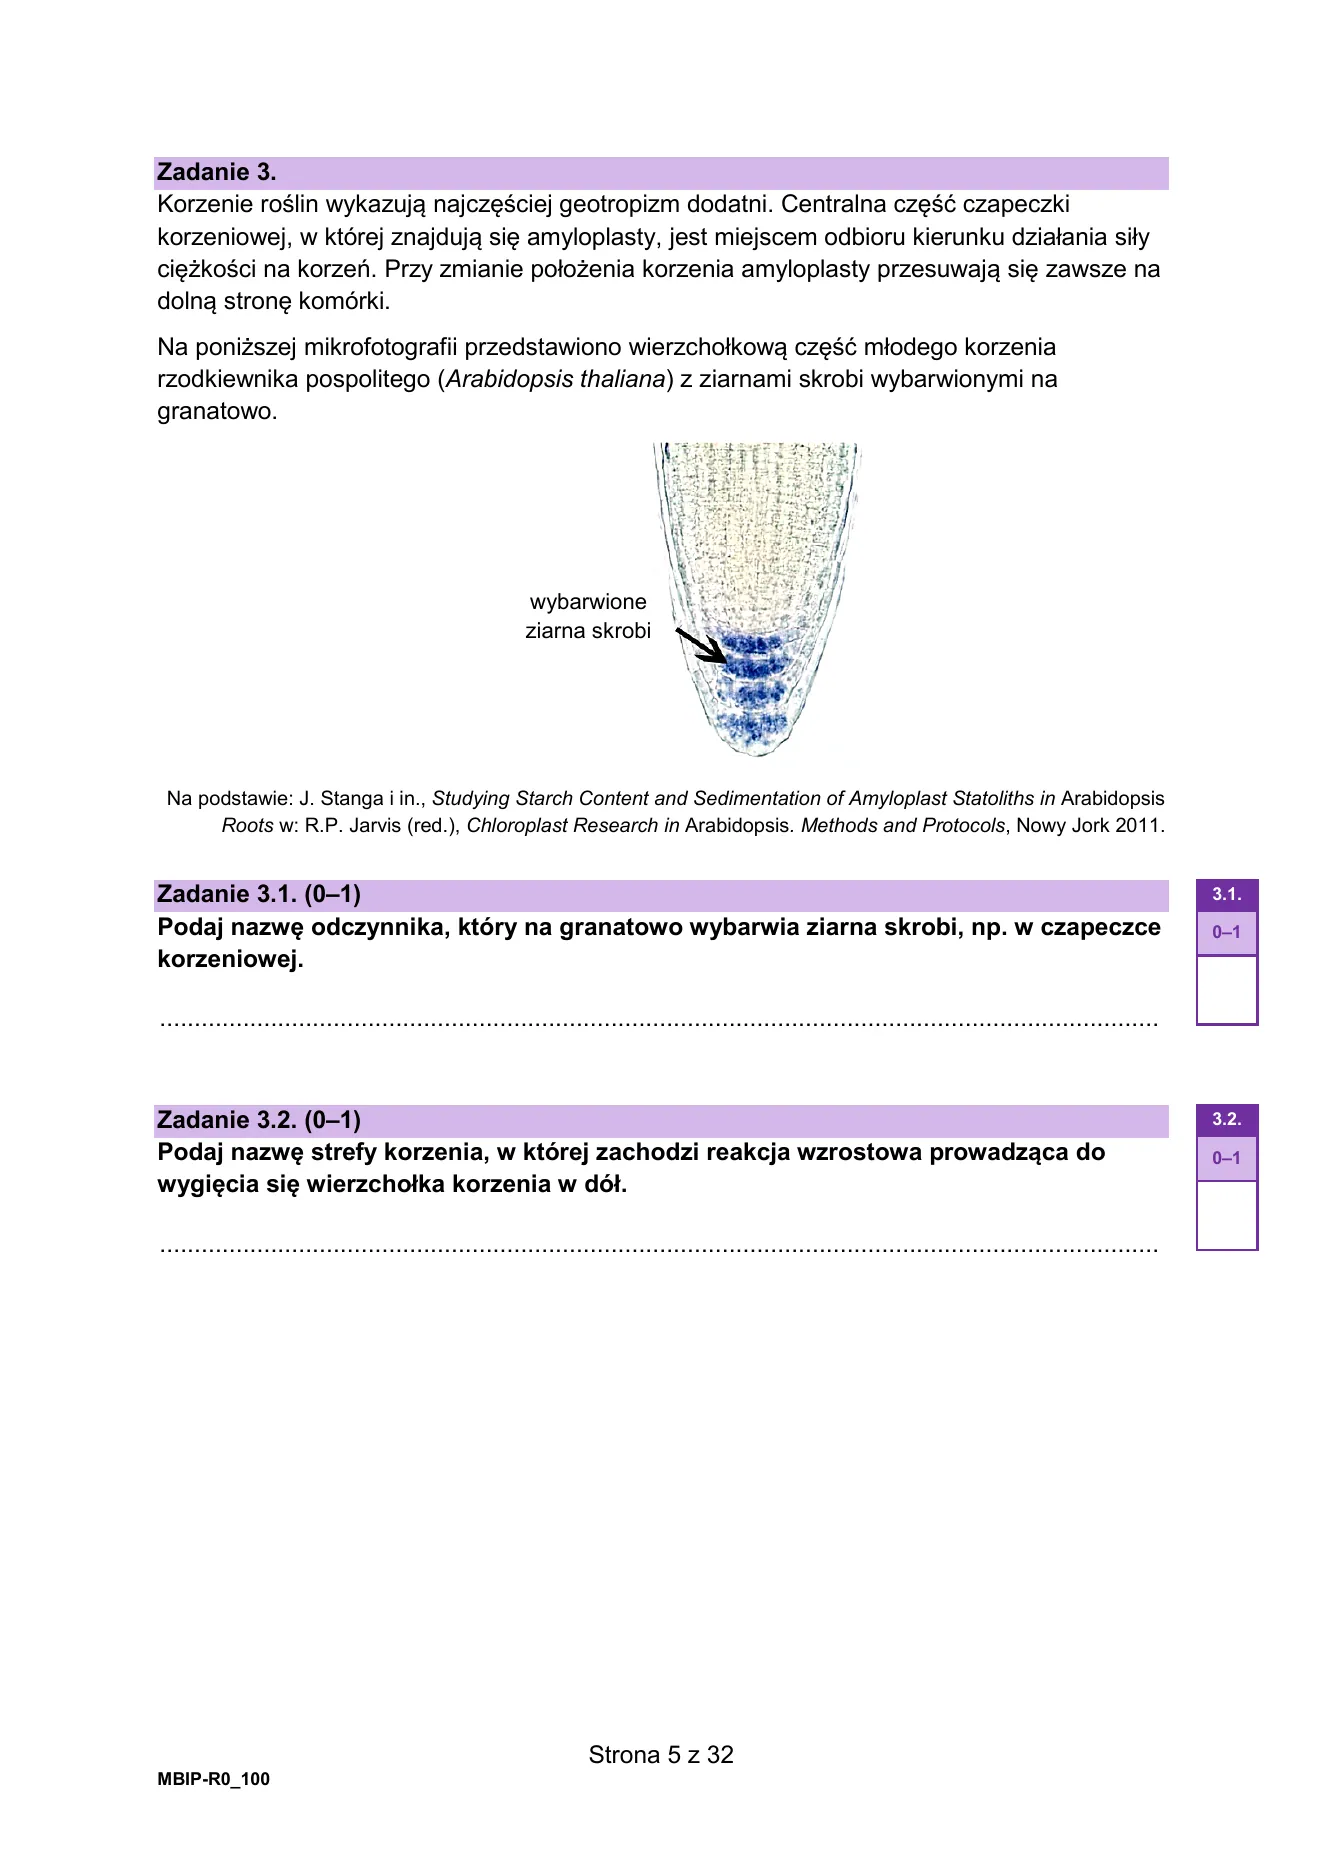 Zadanie 3.
Korzenie roślin wykazują najczęściej geotropizm dodatni. Centralna część czapeczki
korzeniowej, w której znajdują się amyloplasty, jest miejscem odbioru kierunku działania siły
ciężkości na korzeń. Przy zmianie położenia korzenia amyloplasty przesuwają się zawsze na
dolną stronę komórki.
Na poniższej mikrofotografii przedstawiono wierzchołkową część młodego korzenia
rzodkiewnika pospolitego (Arabidopsis thaliana) z ziarnami skrobi wybarwionymi na
granatowo.
wybarwione
ziarna skrobi
Na podstawie: J. Stanga i in., Studying Starch Content and Sedimentation of Amyloplast Statoliths in Arabidopsis
Roots w: R.P. Jarvis (red.), Chloroplast Research in Arabidopsis. Methods and Protocols, Nowy Jork 2011.
Zadanie 3.1. (0–1)
Podaj nazwę odczynnika, który na granatowo wybarwia ziarna skrobi, np. w czapeczce
korzeniowej.
3.1.
0–1
Zadanie 3.2. (0–1)
Podaj nazwę strefy korzenia, w której zachodzi reakcja wzrostowa prowadząca do
wygięcia się wierzchołka korzenia w dół.
3.2.
0–1
Strona 5 z 32
MBIP-R0_100